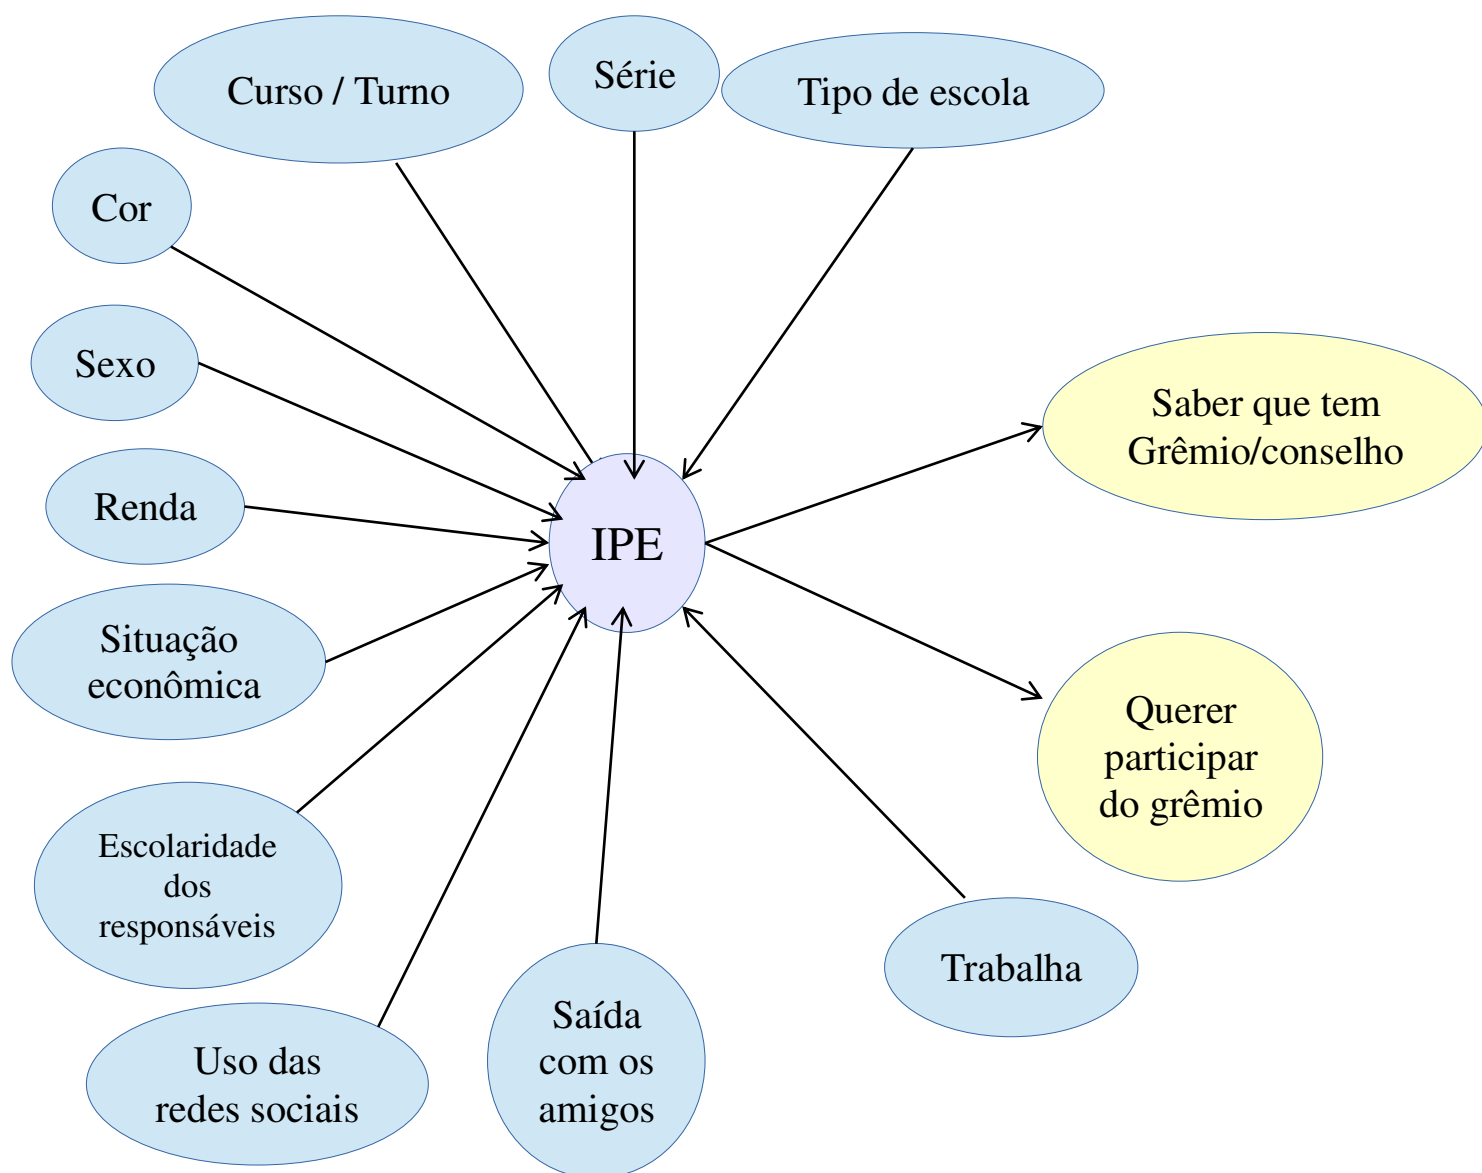 Curso / Turno
Série
Tipo de escola
Cor
Sexo
Renda
Situação
econômica
Escolaridade
dos
responsáveis
Uso das
redes sociais
Saída
com os
amigos
Trabalha
IPE
Saber que tem
Grêmio/conselho
Querer
participar
do grêmio